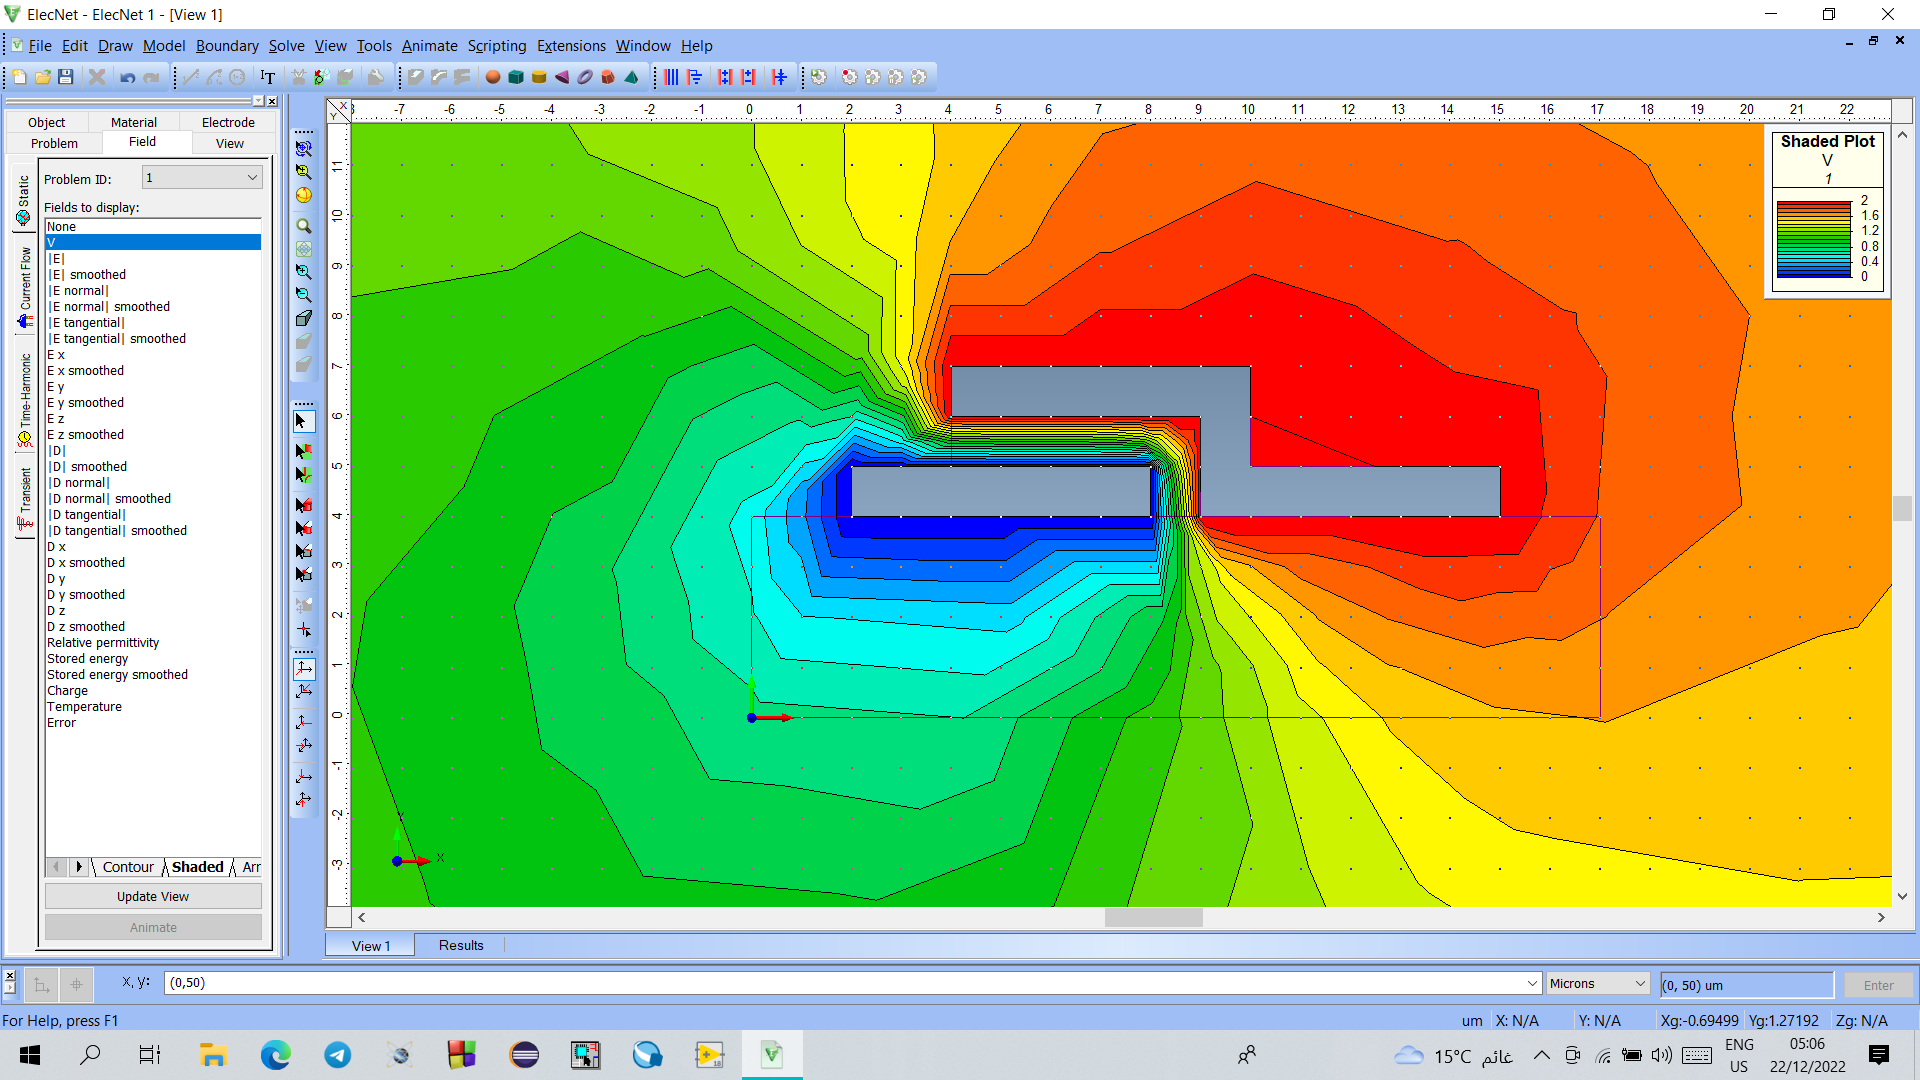 ElecNet - ElecNet 1 - [View 1]
File Edit Draw Model Boundary Solve View Tools Animate Scripting Extensions Window Help
Object Material Electrode
Problem Field View
Problem ID: 1
Fields to display:
None
V
|E|
|E| smoothed
|E normal|
|E normal| smoothed
|E tangential|
|E tangential| smoothed
E x
E x smoothed
E y
E y smoothed
E z
E z smoothed
|D|
|D| smoothed
|D normal|
|D normal| smoothed
|D tangential|
|D tangential| smoothed
D x
D x smoothed
D y
D y smoothed
D z
D z smoothed
Relative permittivity
Stored energy
Stored energy smoothed
Charge
Temperature
Error
Static
Current Flow
Time-Harmonic
Transient
Contour Shaded Arr
Update View
Animate
X
Y
-7 -6 -5 -4 -3 -2 -1 0 1 2 3 4 5 6 7 8 9 10 11 12 13 14 15 16 17 18 19 20 21 22
11
10
9
8
7
6
5
4
3
2
1
0
-1
-2
-3
Shaded Plot
V
1
2
1.6
1.2
0.8
0.4
0
Y
X
View 1 Results
x, y: (0,50) Microns (0, 50) um Enter
For Help, press F1 um X: N/A Y: N/A Xg:-0.69499 Yg:1.27192 Zg: N/A
15°C غائم ENG US 05:06 22/12/2022